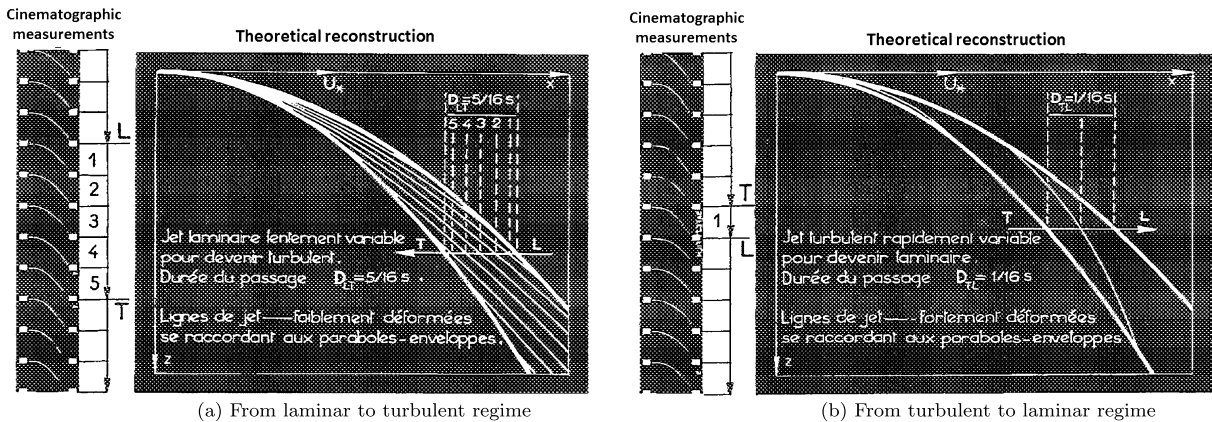 Cinematographic
measurements
Theoretical reconstruction
L
1
2
3
4
5
T
U*
x
D_LT=5/16 s
5 4 3 2 1
T
L
Jet laminaire lentement variable
pour devenir turbulent.
Durée du passage D_LT=5/16 s.
Lignes de jet — faiblement déformées
se raccordant aux paraboles-enveloppes.
z
(a) From laminar to turbulent regime
Cinematographic
measurements
Theoretical reconstruction
T
1
L
U*
x
D_TL=1/16 s
T
L
Jet turbulent rapidement variable
pour devenir laminaire.
Durée du passage D_TL=1/16 s
Lignes de jet — fortement déformées
se raccordant aux paraboles-enveloppes
z
(b) From turbulent to laminar regime